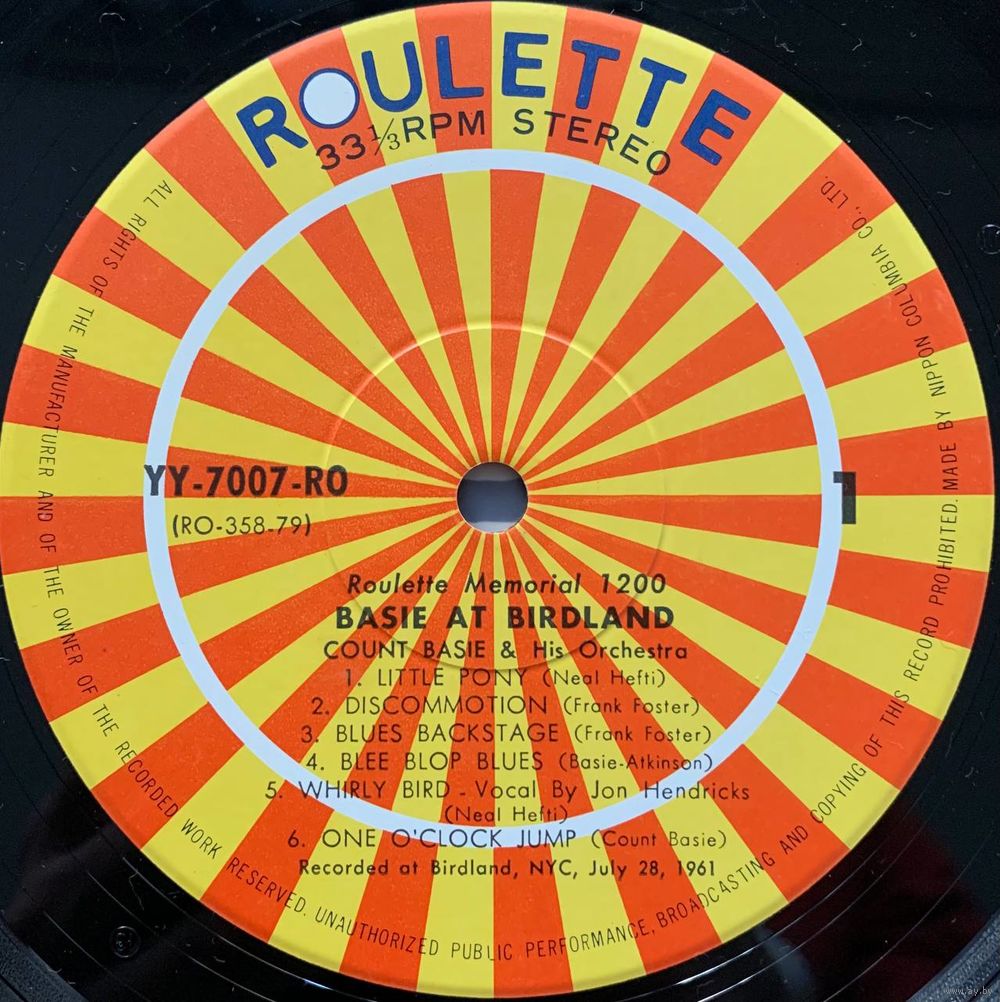 ROULETTE
33⅓RPM STEREO
ALL RIGHTS OF THE MANUFACTURER AND OF THE OWNER OF THE RECORDED WORK RESERVED. UNAUTHORIZED PUBLIC PERFORMANCE, BROADCASTING AND COPYING OF THIS RECORD PROHIBITED. MADE BY NIPPON COLUMBIA CO., LTD.
YY-7007-RO
1
(RO-358-79)
Roulette Memorial 1200
BASIE AT BIRDLAND
COUNT BASIE & His Orchestra
1. LITTLE PONY (Neal Hefti)
2. DISCOMMOTION (Frank Foster)
3. BLUES BACKSTAGE (Frank Foster)
4. BLEE BLOP BLUES (Basie-Atkinson)
5. WHIRLY BIRD - Vocal By Jon Hendricks
(Neal Hefti)
6. ONE O'CLOCK JUMP (Count Basie)
Recorded at Birdland, NYC, July 28, 1961
www.ay.by